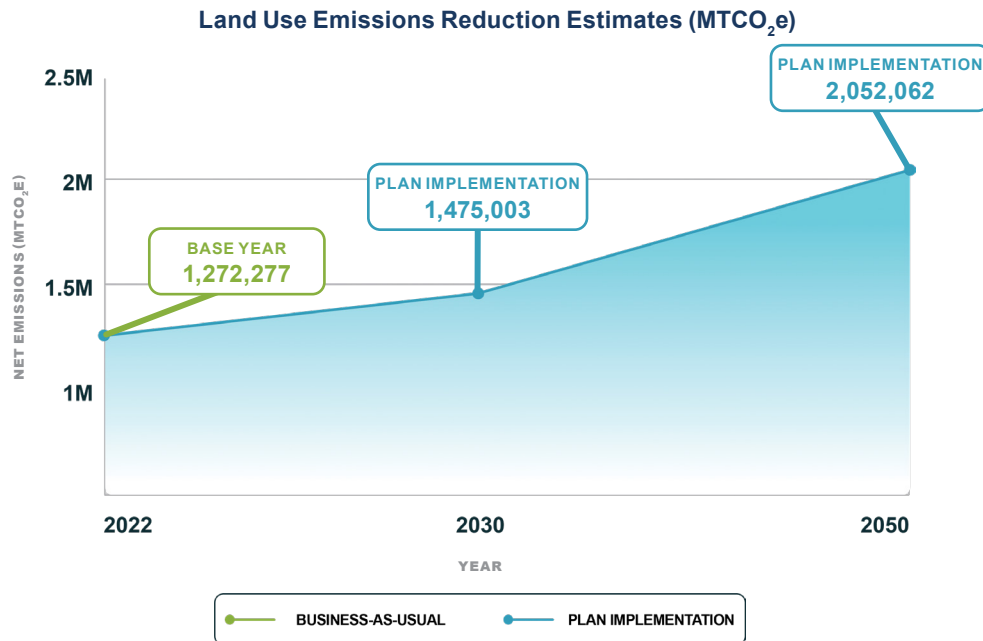 Land Use Emissions Reduction Estimates (MTCO₂e)
2.5M
PLAN IMPLEMENTATION
2,052,062
2M
PLAN IMPLEMENTATION
1,475,003
BASE YEAR
1,272,277
1.5M
1M
NET EMISSIONS (MTCO₂E)
2022
2030
2050
YEAR
BUSINESS-AS-USUAL
PLAN IMPLEMENTATION